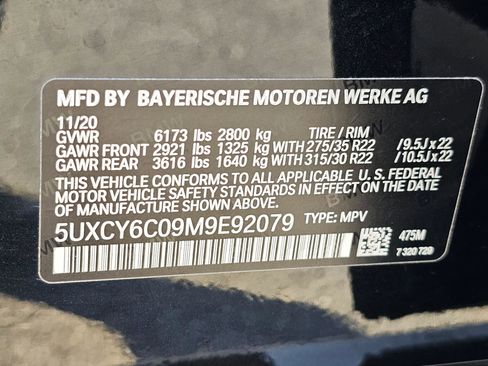 MFD BY BAYERISCHE MOTOREN WERKE AG
11/20
GVWR 6173 lbs 2800 kg TIRE / RIM
GAWR FRONT 2921 lbs 1325 kg WITH 275/35 R22 / 9.5J x 22
GAWR REAR 3616 lbs 1640 kg WITH 315/30 R22 / 10.5J x 22
THIS VEHICLE CONFORMS TO ALL APPLICABLE U. S. FEDERAL
MOTOR VEHICLE SAFETY STANDARDS IN EFFECT ON THE
DATE OF MANUFACTURE SHOWN ABOVE.
5UXCY6C09M9E92079 TYPE: MPV
475M
7 320 729